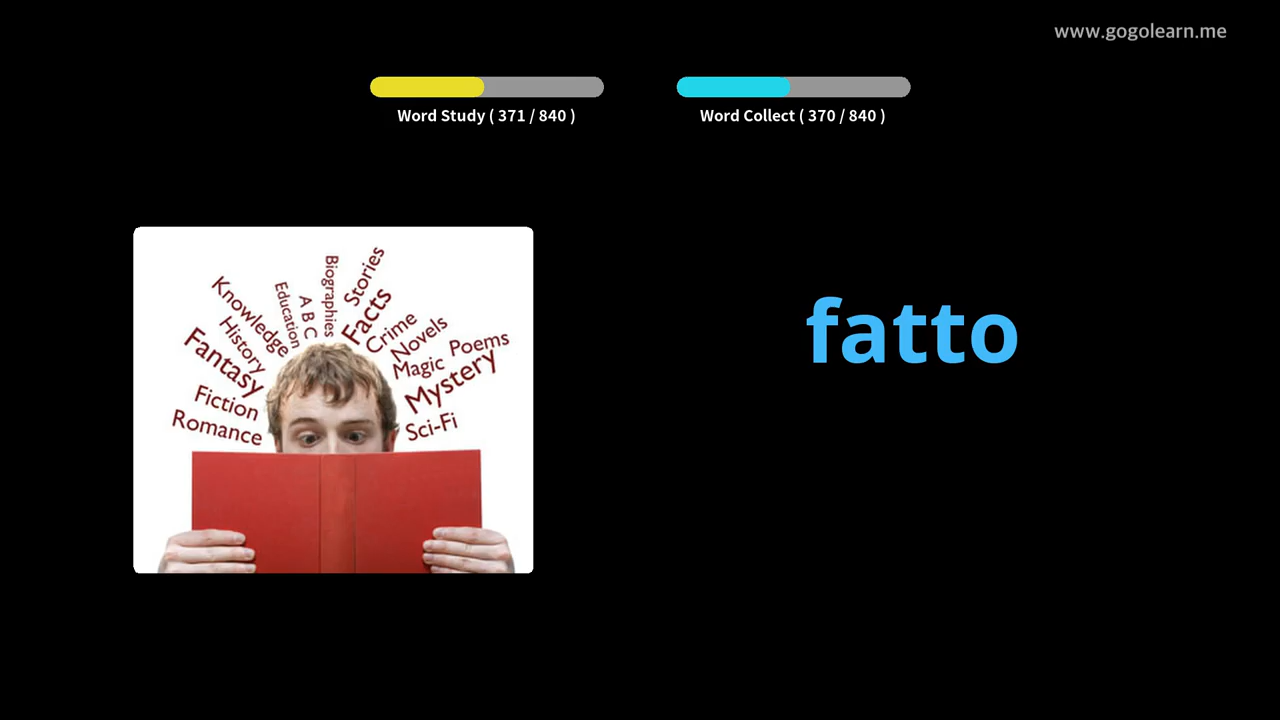 www.gogolearn.me
Word Study ( 371 / 840 )
Word Collect ( 370 / 840 )
Biographies
Stories
Education
A B C
Facts
Knowledge
Crime
History
Novels
Poems
Fantasy
Magic
Mystery
Fiction
Romance
Sci-Fi
fatto